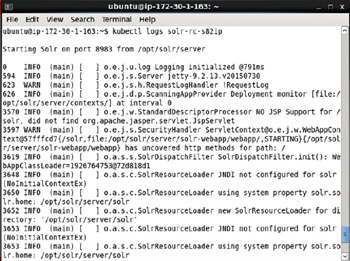 ubuntu@ip-172-30-1-163: ~
File Edit View Search Terminal Help
ubuntu@ip-172-30-1-163:~$ kubectl logs solr-rc-s82ip
Starting Solr on port 8983 from /opt/solr/server
0 INFO (main) [ ] o.e.j.u.log Logging initialized @791ms
524 INFO (main) [ ] o.e.j.s.Server jetty-9.2.13.v20150730
623 WARN (main) [ ] o.e.j.s.h.RequestLogHandler !RequestLog
626 INFO (main) [ ] o.e.j.d.p.ScanningAppProvider Deployment monitor [file:/
opt/solr/server/contexts/] at interval 0
3570 INFO (main) [ ] o.e.j.w.StandardDescriptorProcessor NO JSP Support for /
solr, did not find org.apache.jasper.servlet.JspServlet
3597 WARN (main) [ ] o.e.j.s.SecurityHandler ServletContext@o.e.j.w.WebAppCon
text@57fffcd7{/solr,file:/opt/solr/server/solr-webapp/webapp/,STARTING}{/opt/sol
r/server/solr-webapp/webapp} has uncovered http methods for path: /
3619 INFO (main) [ ] o.a.s.s.SolrDispatchFilter SolrDispatchFilter.init(): We
bAppClassLoader=1926764753@72d818d1
3648 INFO (main) [ ] o.a.s.c.SolrResourceLoader JNDI not configured for solr
(NoInitialContextEx)
3649 INFO (main) [ ] o.a.s.c.SolrResourceLoader using system property solr.so
lr.home: /opt/solr/server/solr
3652 INFO (main) [ ] o.a.s.c.SolrResourceLoader new SolrResourceLoader for di
rectory: '/opt/solr/server/solr'
3653 INFO (main) [ ] o.a.s.c.SolrResourceLoader JNDI not configured for solr
(NoInitialContextEx)
3653 INFO (main) [ ] o.a.s.c.SolrResourceLoader using system property solr.so
lr.home: /opt/solr/server/solr